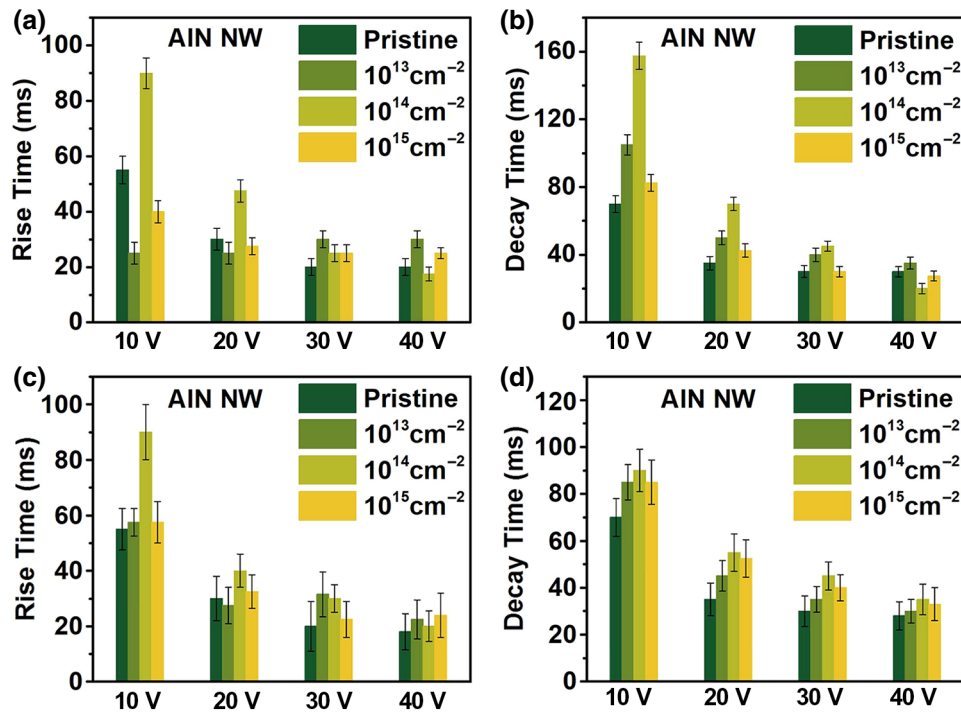 (a)
AlN NW
Pristine
10¹³cm⁻²
10¹⁴cm⁻²
10¹⁵cm⁻²
Rise Time (ms)
100
80
60
40
20
0
10 V 20 V 30 V 40 V
(b)
AlN NW
Pristine
10¹³cm⁻²
10¹⁴cm⁻²
10¹⁵cm⁻²
Decay Time (ms)
160
120
80
40
0
10 V 20 V 30 V 40 V
(c)
AlN NW
Pristine
10¹³cm⁻²
10¹⁴cm⁻²
10¹⁵cm⁻²
Rise Time (ms)
100
80
60
40
20
0
10 V 20 V 30 V 40 V
(d)
AlN NW
Pristine
10¹³cm⁻²
10¹⁴cm⁻²
10¹⁵cm⁻²
Decay Time (ms)
120
100
80
60
40
20
0
10 V 20 V 30 V 40 V